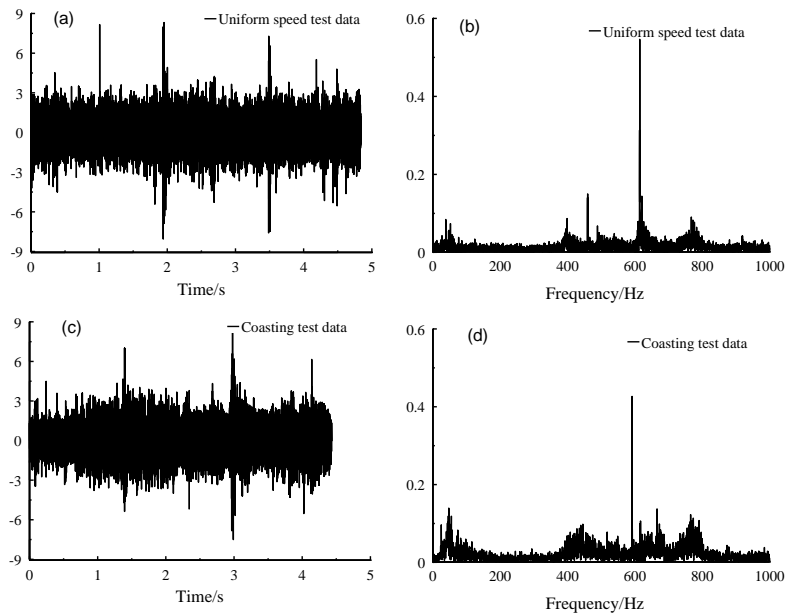 (a)
Uniform speed test data
9
6
3
0
-3
-6
-9
0 1 2 3 4 5
Time/s
(b)
Uniform speed test data
0.6
0.4
0.2
0
0 200 400 600 800 1000
Frequency/Hz
(c)
Coasting test data
9
6
3
0
-3
-6
-9
0 1 2 3 4 5
Time/s
(d)
Coasting test data
0.6
0.4
0.2
0
0 200 400 600 800 1000
Frequency/Hz